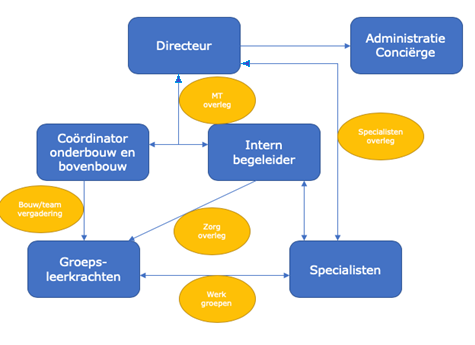 Directeur
Administratie
Conciërge
MT
overleg
Specialisten
overleg
Coördinator
onderbouw en
bovenbouw
Intern
begeleider
Bouw/team
vergadering
Zorg
overleg
Groeps-
leerkrachten
Specialisten
Werk
groepen